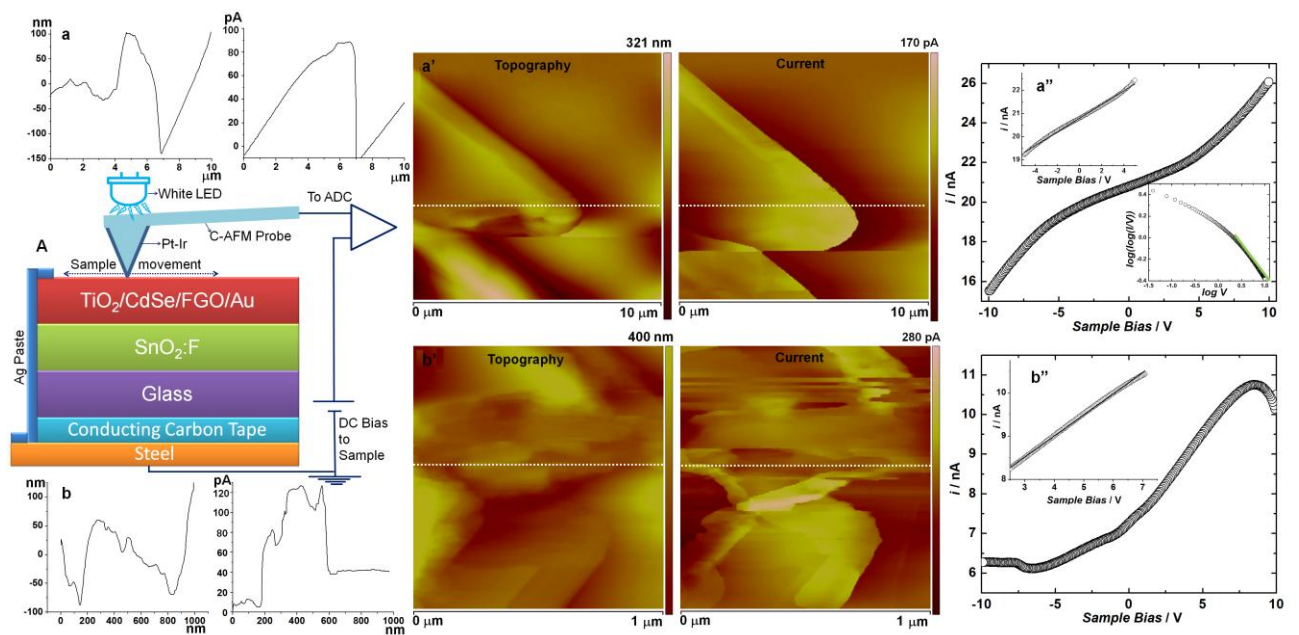 nm
a
100
50
0
-50
-100
-150
0 2 4 6 8 10
μm
pA
100
80
60
40
20
0
0 2 4 6 8 10
μm
White LED
To ADC
C-AFM Probe
Pt-Ir
A
Sample movement
TiO2/CdSe/FGO/Au
SnO2:F
Glass
Conducting Carbon Tape
Steel
Ag Paste
DC Bias
to
Sample
nm
b
100
50
0
-50
-100
0 200 400 600 800 1000
nm
pA
130
104
78
52
26
0
0 200 400 600 800 1000
nm
321 nm
a'
Topography
0 μm 10 μm
170 pA
Current
0 μm 10 μm
400 nm
b'
Topography
0 μm 1 μm
280 pA
Current
0 μm 1 μm
a''
26
24
22
20
18
16
i / nA
-10 -5 0 5 10
Sample Bias / V
22
21
20
19
i / nA
-4 -2 0 2 4
Sample Bias / V
0.4
0.2
0.0
-0.2
-0.4
log(log(I/V))
-1.5 -1.0 -0.5 0.0 0.5 1.0
log V
b''
11
10
9
8
7
6
i / nA
-10 -5 0 5 10
Sample Bias / V
10
9
8
i / nA
3 4 5 6 7
Sample Bias / V